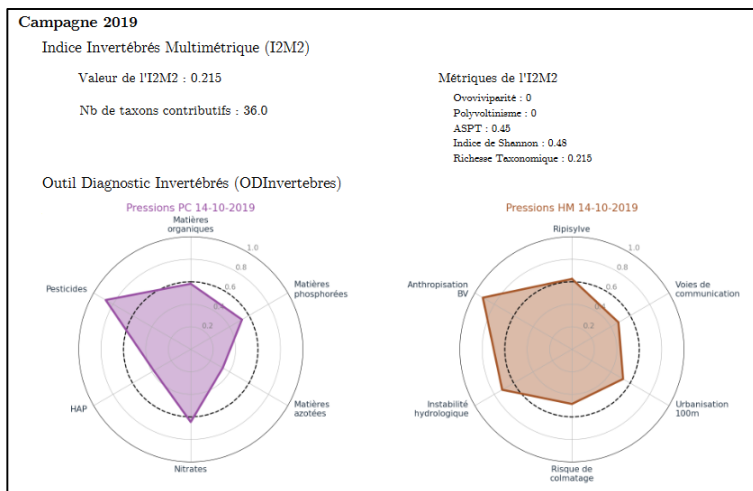 Campagne 2019
Indice Invertébrés Multimétrique (I2M2)
Valeur de l'I2M2 : 0.215
Nb de taxons contributifs : 36.0
Métriques de l'I2M2
Ovoviviparité : 0
Polyvoltinisme : 0
ASPT : 0.45
Indice de Shannon : 0.48
Richesse Taxonomique : 0.215
Outil Diagnostic Invertébrés (ODInvertebres)
Pressions PC 14-10-2019
Matières
organiques
1.0
0.8
0.6
0.4
0.2
Pesticides
Matières
phosphorées
HAP
Matières
azotées
Nitrates
Pressions HM 14-10-2019
Ripisylve
1.0
0.8
0.6
0.4
0.2
Anthropisation
BV
Voies de
communication
Instabilité
hydrologique
Urbanisation
100m
Risque de
colmatage